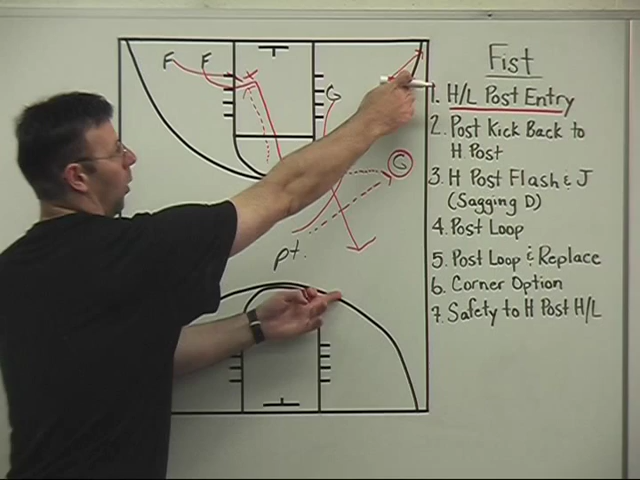 Fist
1. H/L Post Entry
2. Post Kick Back to
H Post
3. H Post Flash & J
(Sagging D)
4. Post Loop
5. Post Loop & Replace
6. Corner Option
7. Safety to H Post H/L
F F
G
G
pt.